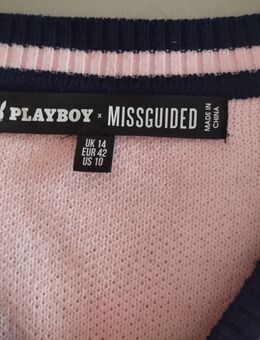 PLAYBOY x MISSGUIDED
MADE IN
CHINA
UK 14
EUR 42
US 10